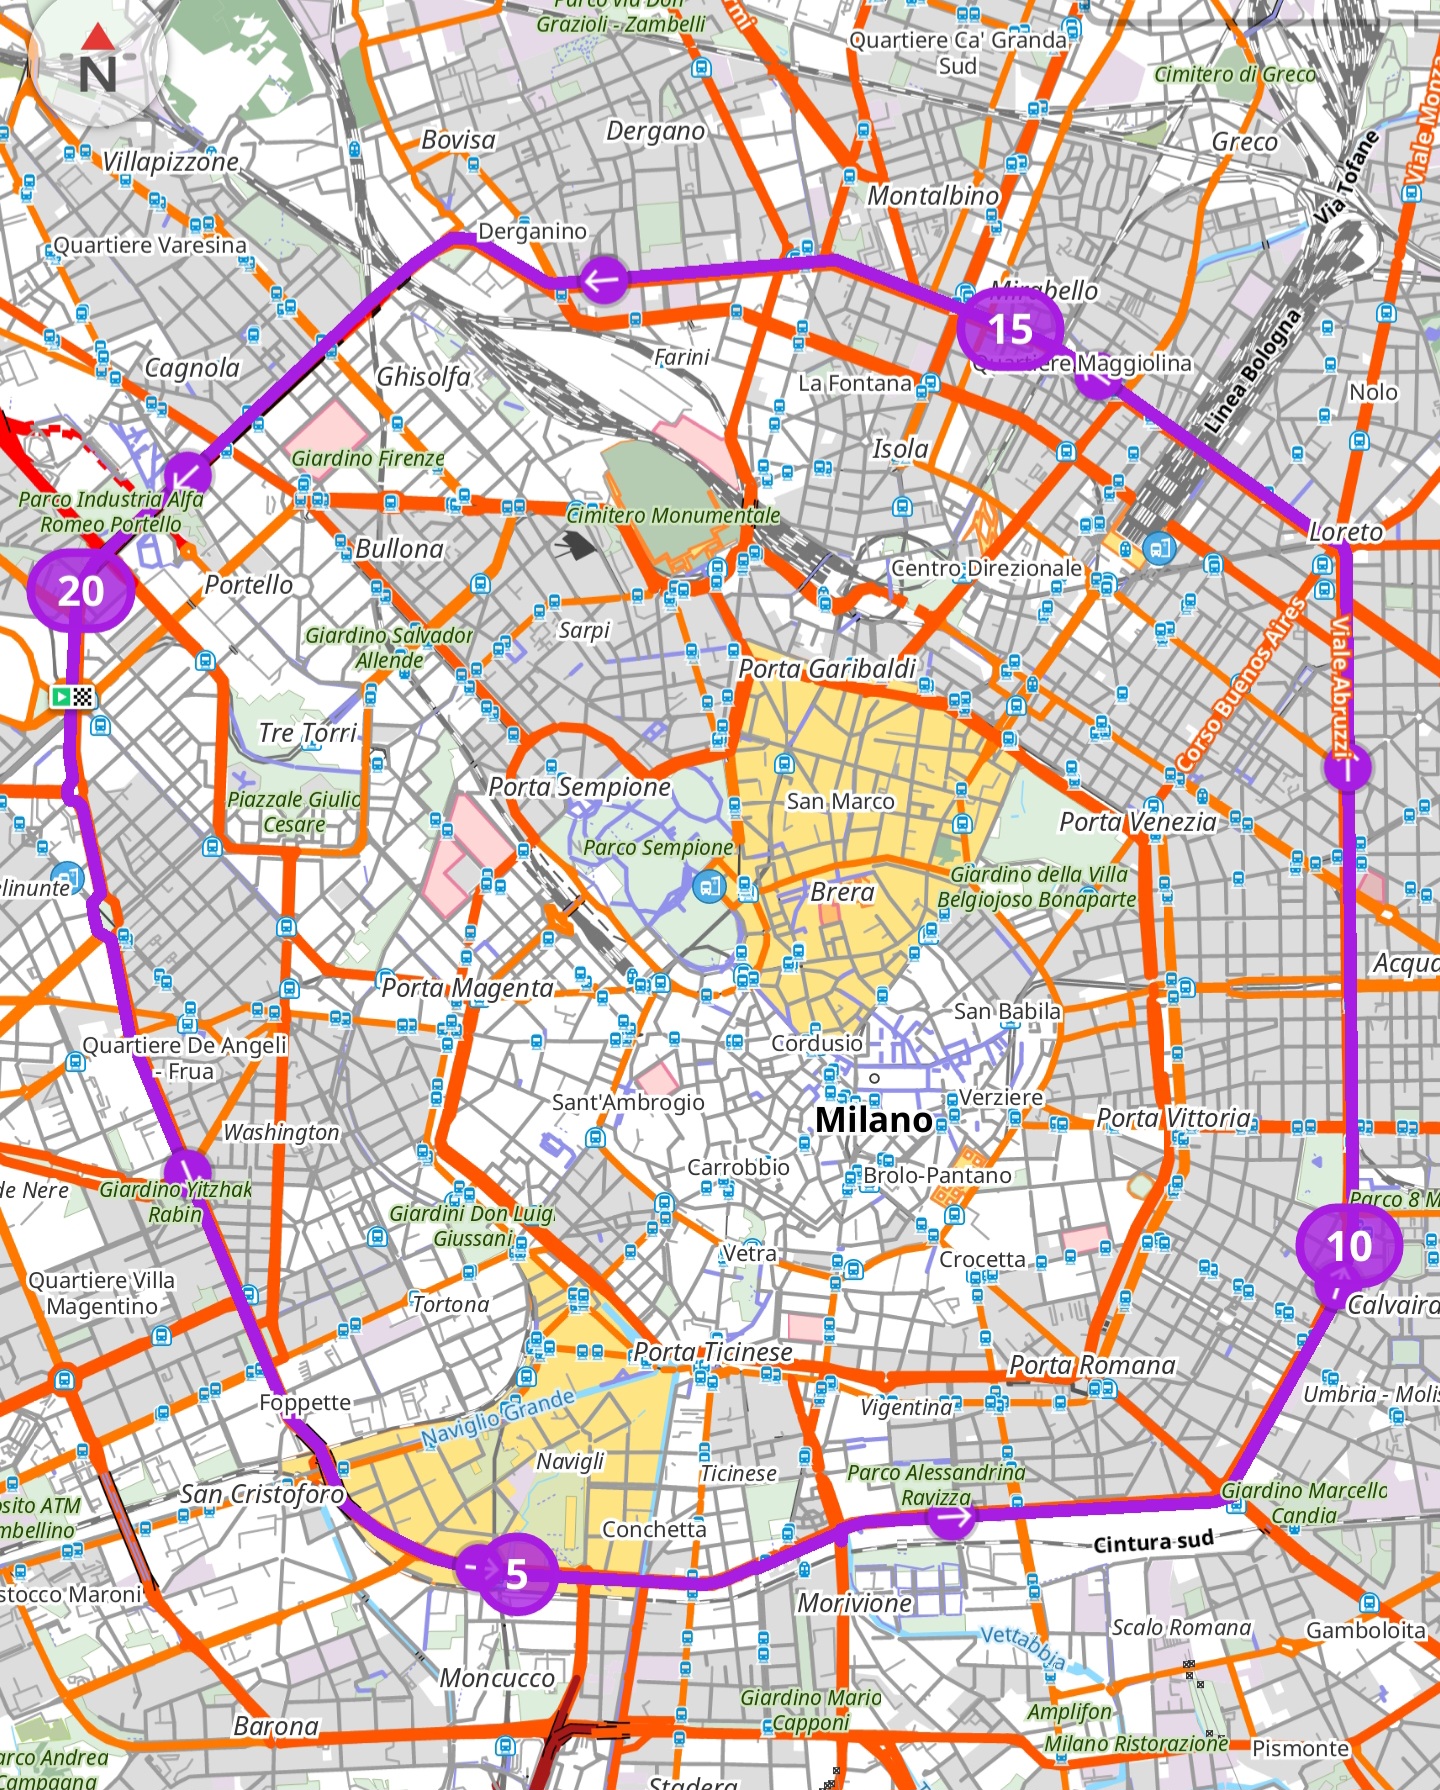 Parco Via Don
Grazioli - Zambelli
Quartiere Ca' Granda
Sud
Cimitero di Greco
Viale Monza
N
Bovisa
Dergano
Greco
Villapizzone
Via Tofane
Montalbino
Derganino
Quartiere Varesina
Mirabello
15
Farini
Cagnola
Quartiere Maggiolina
Ghisolfa
La Fontana
Linea Bologna
Nolo
Giardino Firenze
Isola
Parco Industria Alfa
Romeo Portello
Cimitero Monumentale
Loreto
Bullona
Centro Direzionale
20
Portello
Sarpi
Giardino Salvador
Allende
Porta Garibaldi
Corso Buenos Aires
Viale Abruzzi
Tre Torri
Porta Sempione
Piazzale Giulio
Cesare
San Marco
Porta Venezia
Parco Sempione
elinunte
Brera
Giardino della Villa
Belgiojoso Bonaparte
Acqua
Porta Magenta
San Babila
Quartiere De Angeli
- Frua
Cordusio
Sant'Ambrogio
Verziere
Milano
Porta Vittoria
Washington
Carrobbio
Brolo-Pantano
de Nere
Giardino Yitzhak
Rabin
Parco 8 M
Giardini Don Luigi
Giussani
10
Vetra
Crocetta
Quartiere Villa
Magentino
Tortona
Calvaira
Porta Ticinese
Porta Romana
Foppette
Umbria - Molis
Naviglio Grande
Vigentina
Navigli
Ticinese
Parco Alessandrina
Ravizza
San Cristoforo
Giardino Marcello
Candia
osito ATM
mbellino
Conchetta
Cintura sud
5
stocco Maroni
Morivione
Scalo Romana
Gamboloita
Vettabbia
Moncucco
Giardino Mario
Capponi
Amplifon
Barona
Milano Ristorazione
Pismonte
arco Andrea
Campagna
Stadera